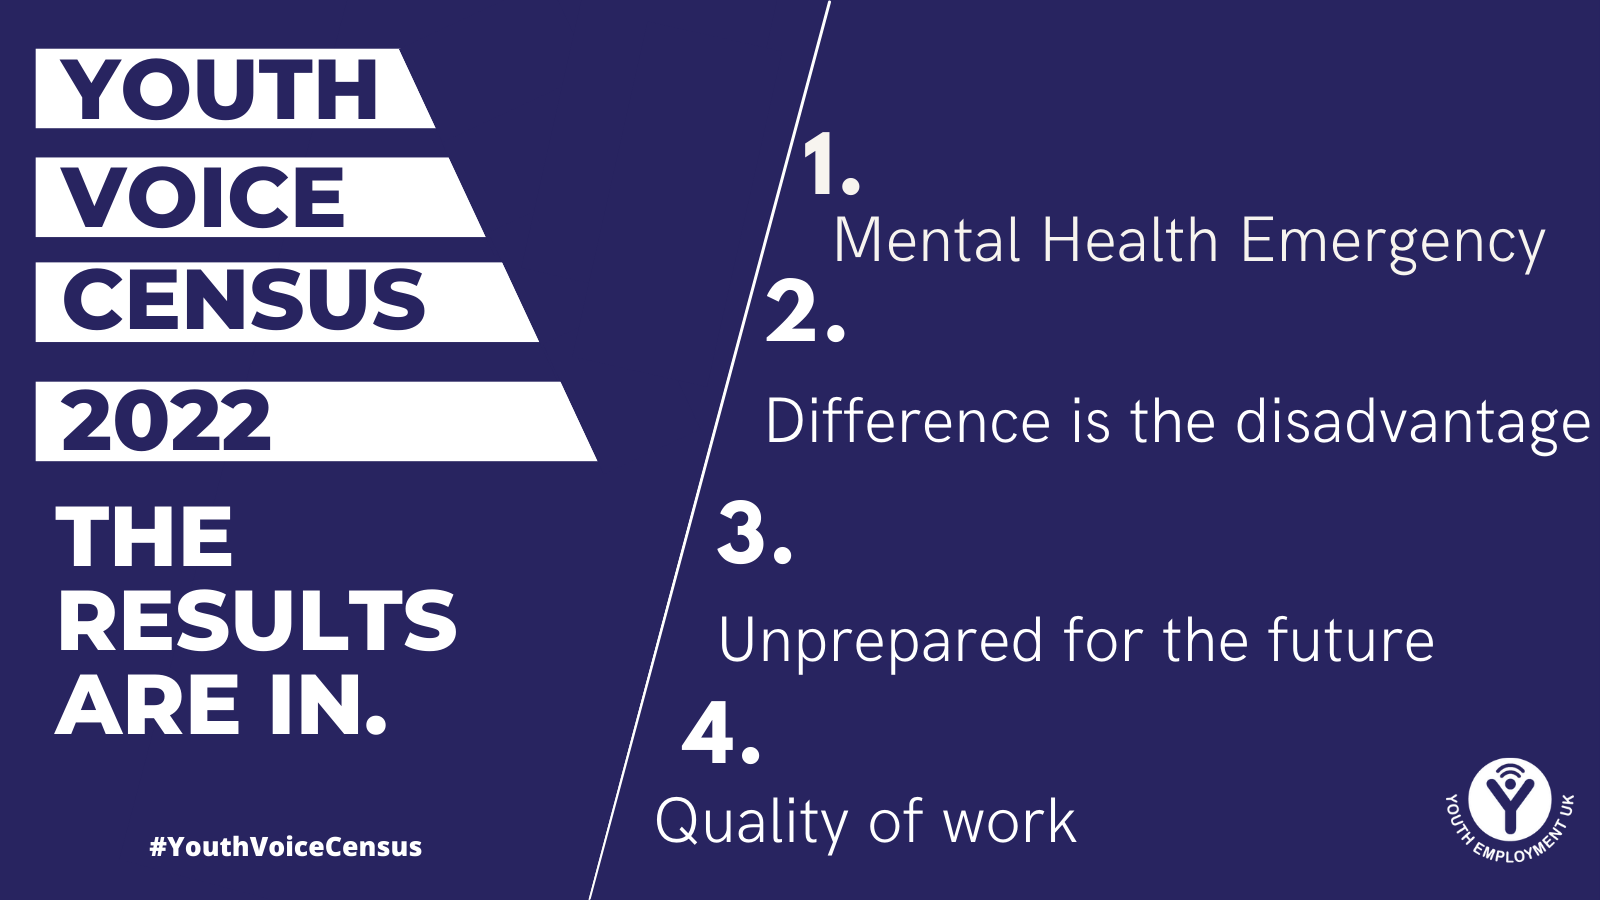 YOUTH
VOICE
CENSUS
2022
THE
RESULTS
ARE IN.
#YouthVoiceCensus
1.
Mental Health Emergency
2.
Difference is the disadvantage
3.
Unprepared for the future
4.
Quality of work
YOUTH EMPLOYMENT UK